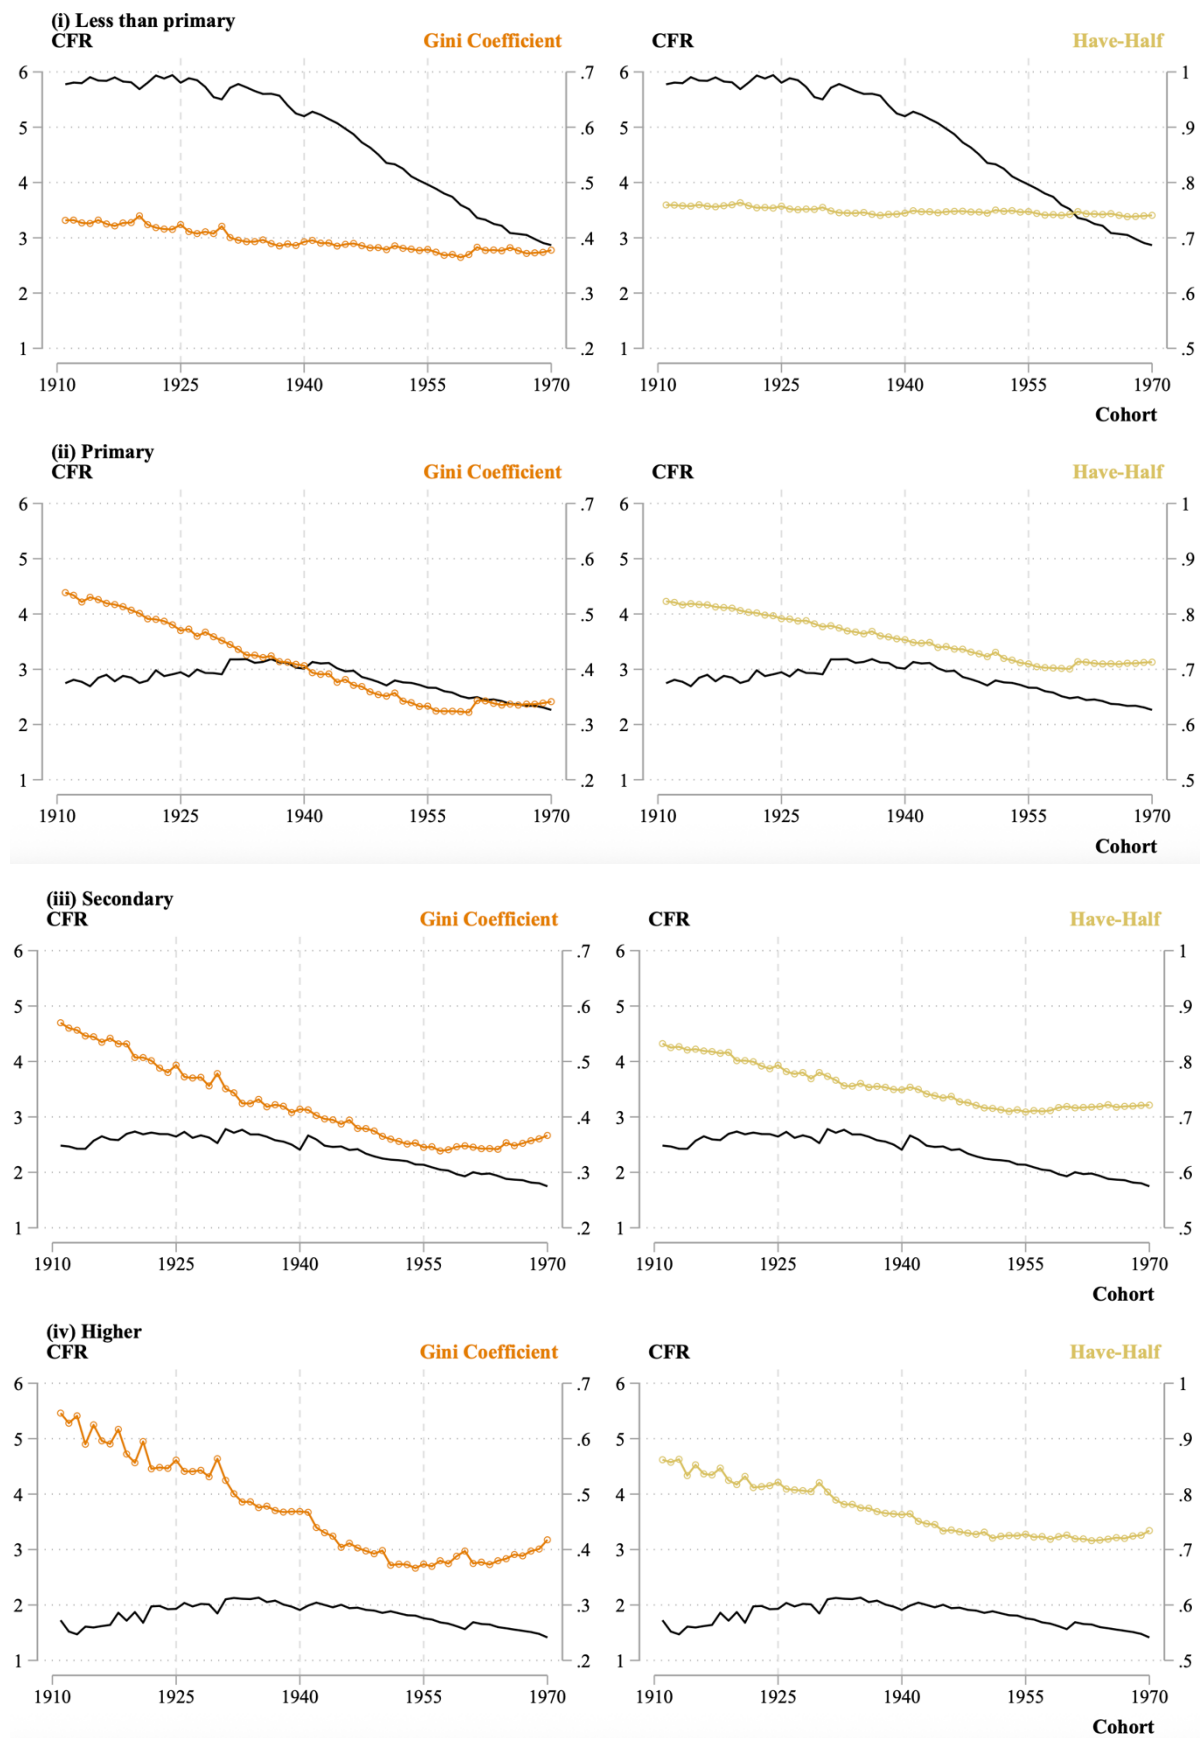 (i) Less than primary
CFR Gini Coefficient CFR Have-Half
6 .7 6 1
5 .6 5 .9
4 .5 4 .8
3 .4 3 .7
2 .3 2 .6
1 .2 1 .5
1910 1925 1940 1955 1970 1910 1925 1940 1955 1970
Cohort
(ii) Primary
CFR Gini Coefficient CFR Have-Half
6 .7 6 1
5 .6 5 .9
4 .5 4 .8
3 .4 3 .7
2 .3 2 .6
1 .2 1 .5
1910 1925 1940 1955 1970 1910 1925 1940 1955 1970
Cohort
(iii) Secondary
CFR Gini Coefficient CFR Have-Half
6 .7 6 1
5 .6 5 .9
4 .5 4 .8
3 .4 3 .7
2 .3 2 .6
1 .2 1 .5
1910 1925 1940 1955 1970 1910 1925 1940 1955 1970
Cohort
(iv) Higher
CFR Gini Coefficient CFR Have-Half
6 .7 6 1
5 .6 5 .9
4 .5 4 .8
3 .4 3 .7
2 .3 2 .6
1 .2 1 .5
1910 1925 1940 1955 1970 1910 1925 1940 1955 1970
Cohort